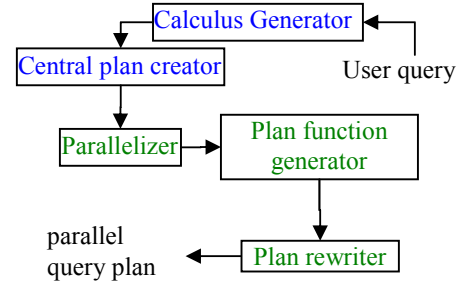 Calculus Generator
Central plan creator
User query
Parallelizer
Plan function
generator
parallel
query plan
Plan rewriter